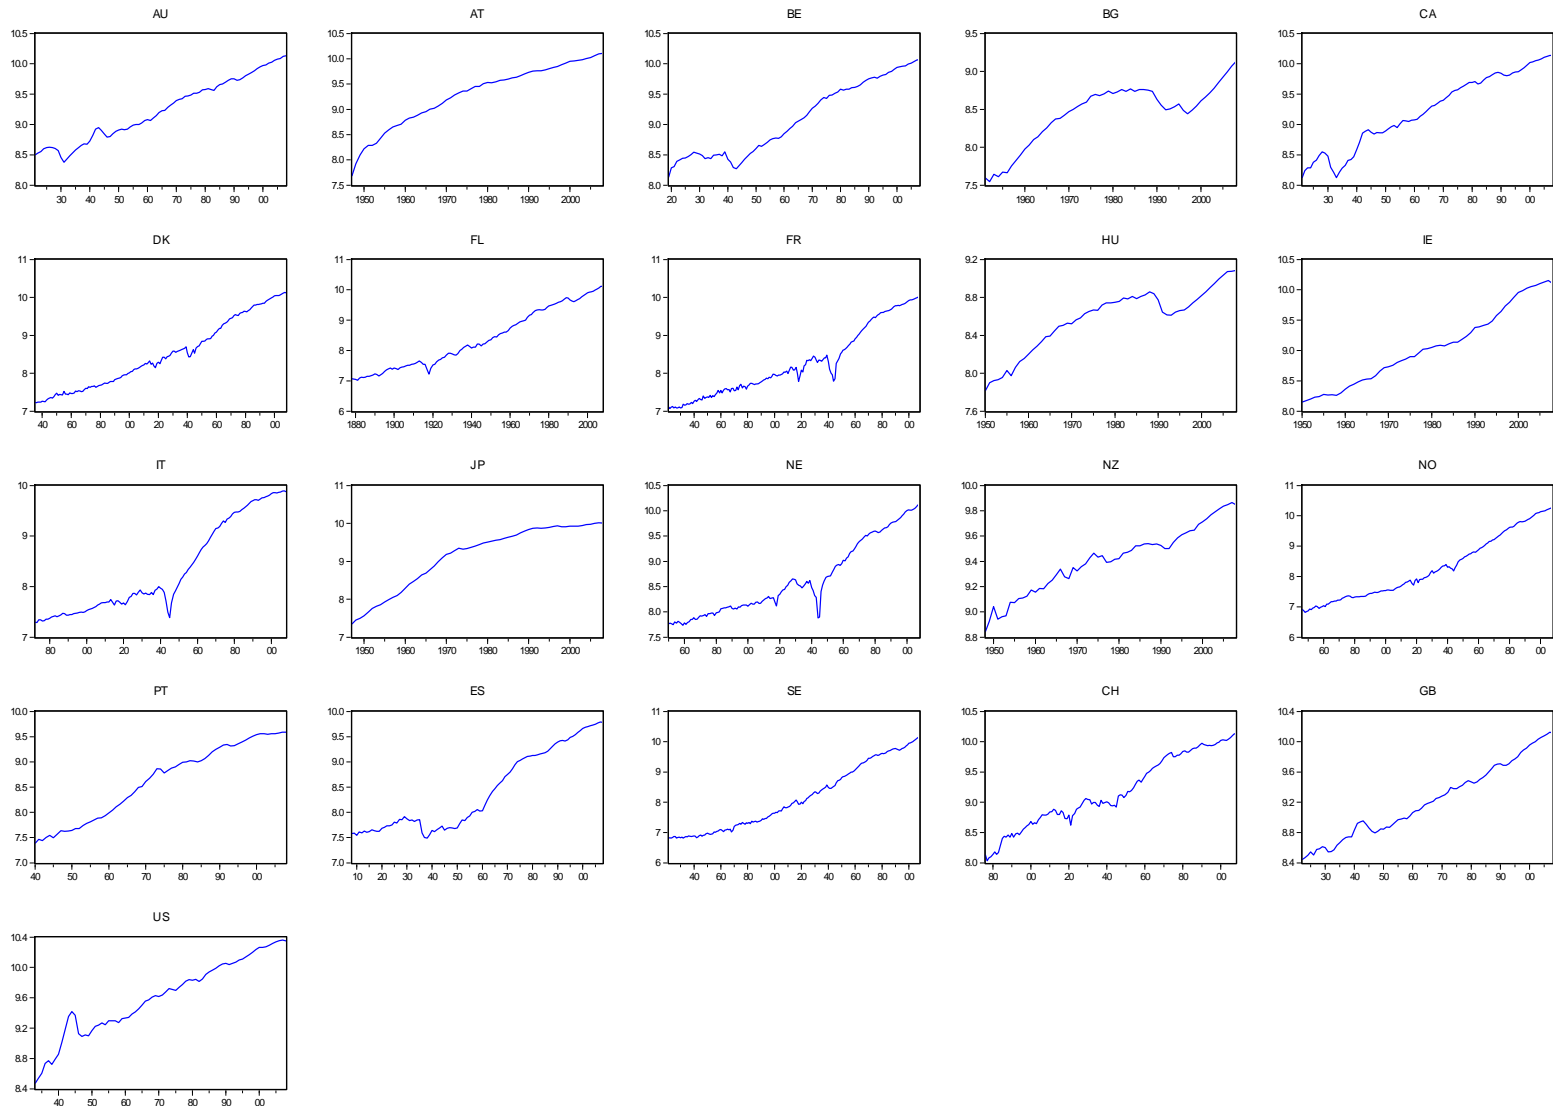 AU
10.5
10.0
9.5
9.0
8.5
8.0
30 40 50 60 70 80 90 00
AT
10.5
10.0
9.5
9.0
8.5
8.0
7.5
1950 1960 1970 1980 1990 2000
BE
10.5
10.0
9.5
9.0
8.5
8.0
20 30 40 50 60 70 80 90 00
BG
9.5
9.0
8.5
8.0
7.5
1960 1970 1980 1990 2000
CA
10.5
10.0
9.5
9.0
8.5
8.0
30 40 50 60 70 80 90 00
DK
11
10
9
8
7
40 60 80 00 20 40 60 80 00
FL
11
10
9
8
7
6
1880 1900 1920 1940 1960 1980 2000
FR
11
10
9
8
7
40 60 80 00 20 40 60 80 00
HU
9.2
8.8
8.4
8.0
7.6
1950 1960 1970 1980 1990 2000
IE
10.5
10.0
9.5
9.0
8.5
8.0
1950 1960 1970 1980 1990 2000
IT
10
9
8
7
80 00 20 40 60 80 00
JP
11
10
9
8
7
1950 1960 1970 1980 1990 2000
NE
10.5
10.0
9.5
9.0
8.5
8.0
7.5
60 80 00 20 40 60 80 00
NZ
10.0
9.8
9.6
9.4
9.2
9.0
8.8
1950 1960 1970 1980 1990 2000
NO
11
10
9
8
7
6
60 80 00 20 40 60 80 00
PT
10.0
9.5
9.0
8.5
8.0
7.5
7.0
40 50 60 70 80 90 00
ES
10.0
9.5
9.0
8.5
8.0
7.5
7.0
10 20 30 40 50 60 70 80 90 00
SE
11
10
9
8
7
6
40 60 80 00 20 40 60 80 00
CH
10.5
10.0
9.5
9.0
8.5
8.0
80 00 20 40 60 80 00
GB
10.4
10.0
9.6
9.2
8.8
8.4
30 40 50 60 70 80 90 00
US
10.4
10.0
9.6
9.2
8.8
8.4
40 50 60 70 80 90 00